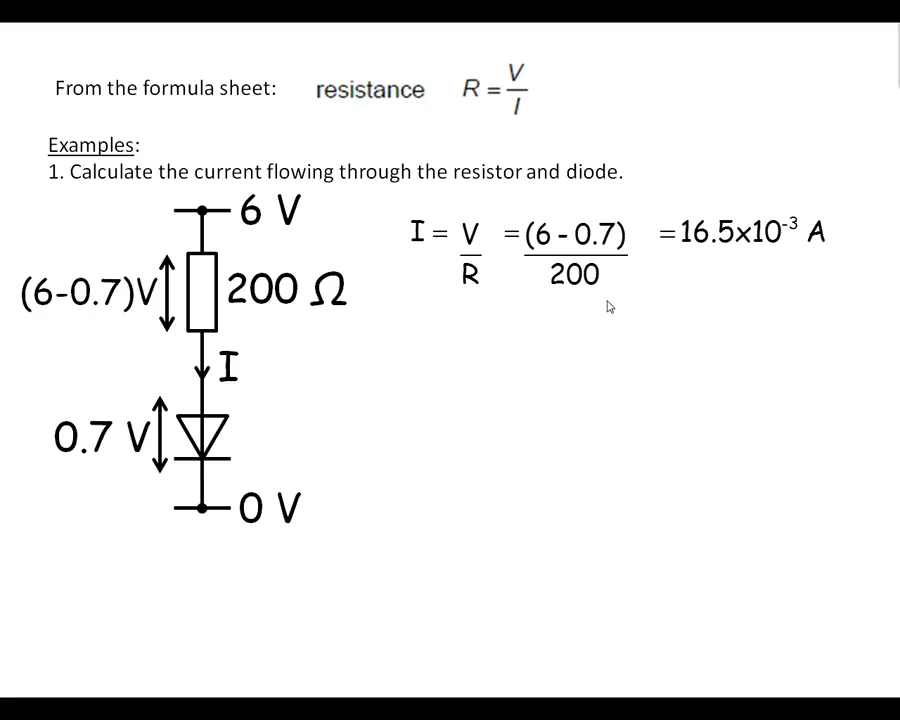 From the formula sheet: resistance R = V/I
Examples:
1. Calculate the current flowing through the resistor and diode.
6 V
I = V/R = (6 - 0.7)/200 = 16.5x10⁻³ A
(6-0.7)V
200 Ω
I
0.7 V
0 V